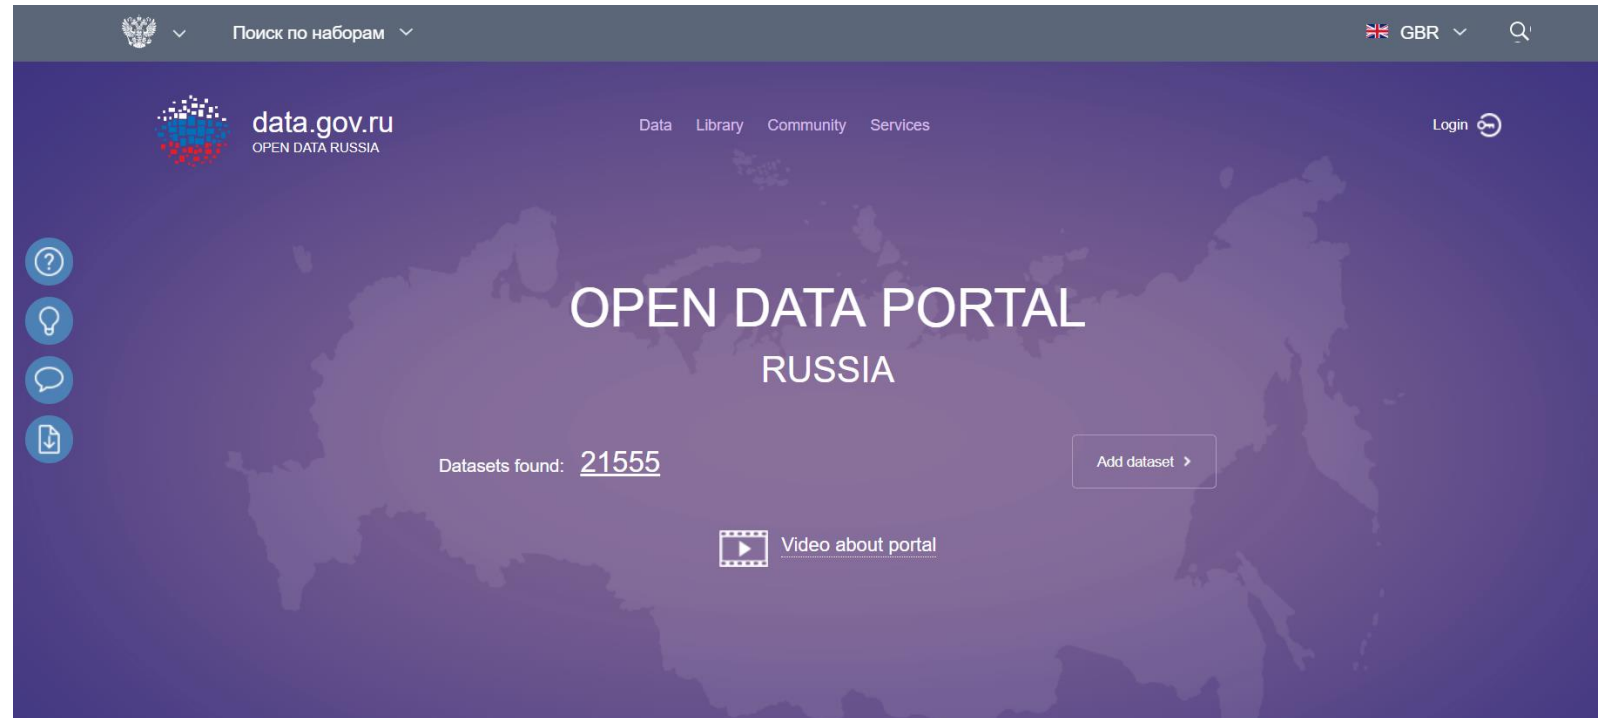 Поиск по наборам
GBR
data.gov.ru
OPEN DATA RUSSIA
Data Library Community Services
Login
OPEN DATA PORTAL
RUSSIA
Datasets found: 21555
Add dataset
Video about portal